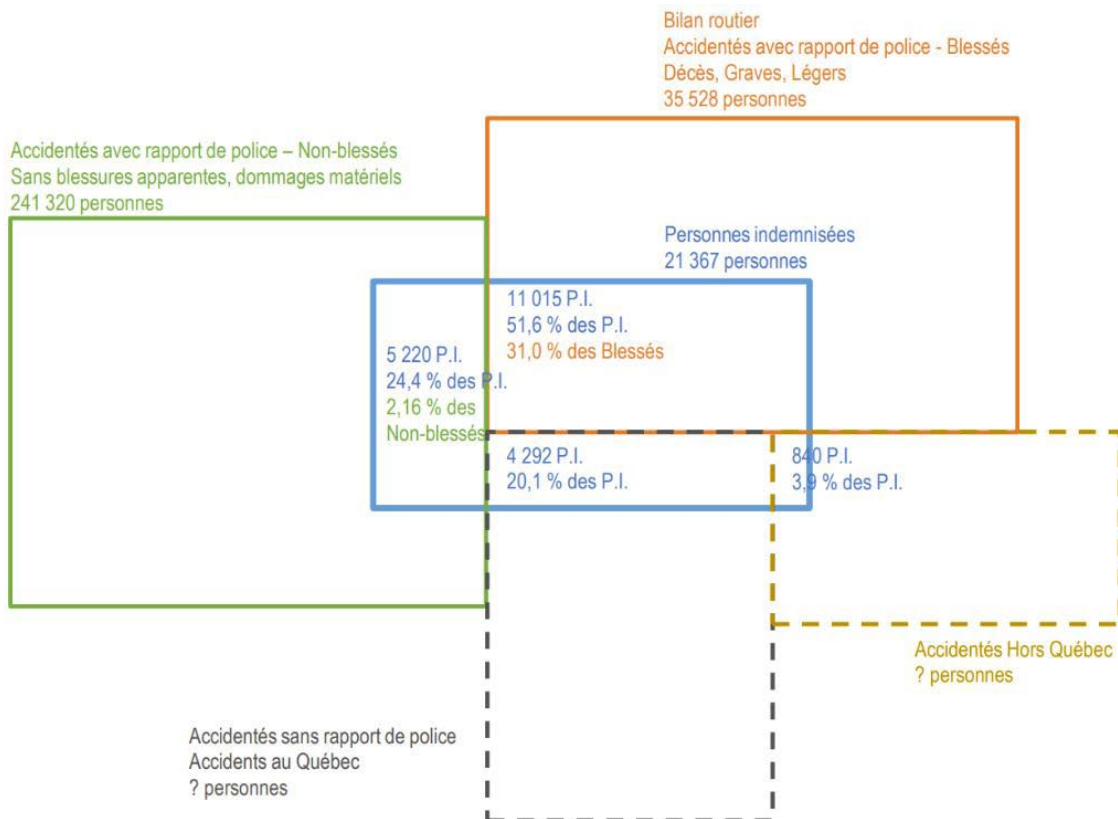 Bilan routier
Accidentés avec rapport de police - Blessés
Décès, Graves, Légers
35 528 personnes
Accidentés avec rapport de police – Non-blessés
Sans blessures apparentes, dommages matériels
241 320 personnes
Personnes indemnisées
21 367 personnes
11 015 P.I.
51,6 % des P.I.
31,0 % des Blessés
5 220 P.I.
24,4 % des P.I.
2,16 % des
Non-blessés
4 292 P.I.
20,1 % des P.I.
840 P.I.
3,9 % des P.I.
Accidentés Hors Québec
? personnes
Accidentés sans rapport de police
Accidents au Québec
? personnes